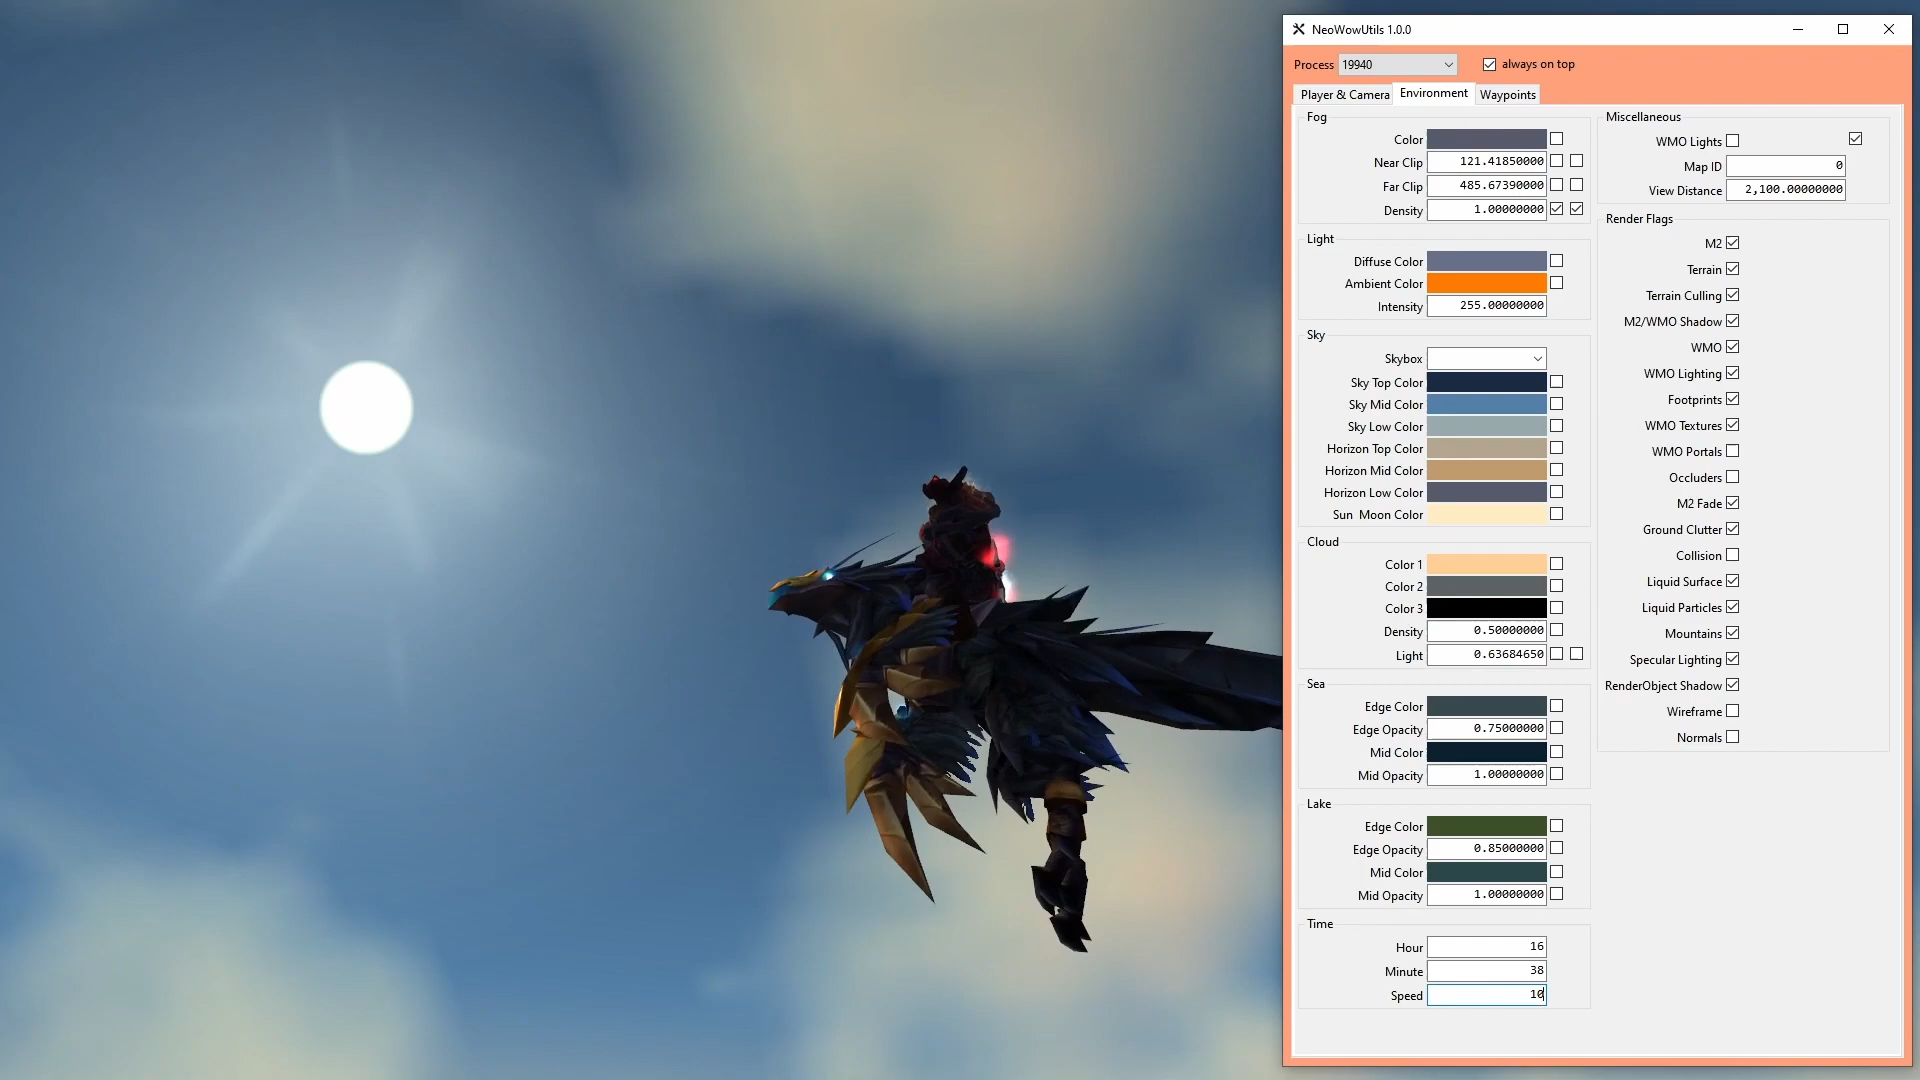 NeoWowUtils 1.0.0
Process 19940 always on top
Player & Camera Environment Waypoints
Fog
Color
Near Clip 121.41850000
Far Clip 485.67390000
Density 1.00000000
Light
Diffuse Color
Ambient Color
Intensity 255.00000000
Sky
Skybox
Sky Top Color
Sky Mid Color
Sky Low Color
Horizon Top Color
Horizon Mid Color
Horizon Low Color
Sun Moon Color
Cloud
Color 1
Color 2
Color 3
Density 0.50000000
Light 0.63684650
Sea
Edge Color
Edge Opacity 0.75000000
Mid Color
Mid Opacity 1.00000000
Lake
Edge Color
Edge Opacity 0.85000000
Mid Color
Mid Opacity 1.00000000
Time
Hour 16
Minute 38
Speed 10
Miscellaneous
WMO Lights
Map ID 0
View Distance 2,100.00000000
Render Flags
M2
Terrain
Terrain Culling
M2/WMO Shadow
WMO
WMO Lighting
Footprints
WMO Textures
WMO Portals
Occluders
M2 Fade
Ground Clutter
Collision
Liquid Surface
Liquid Particles
Mountains
Specular Lighting
RenderObject Shadow
Wireframe
Normals